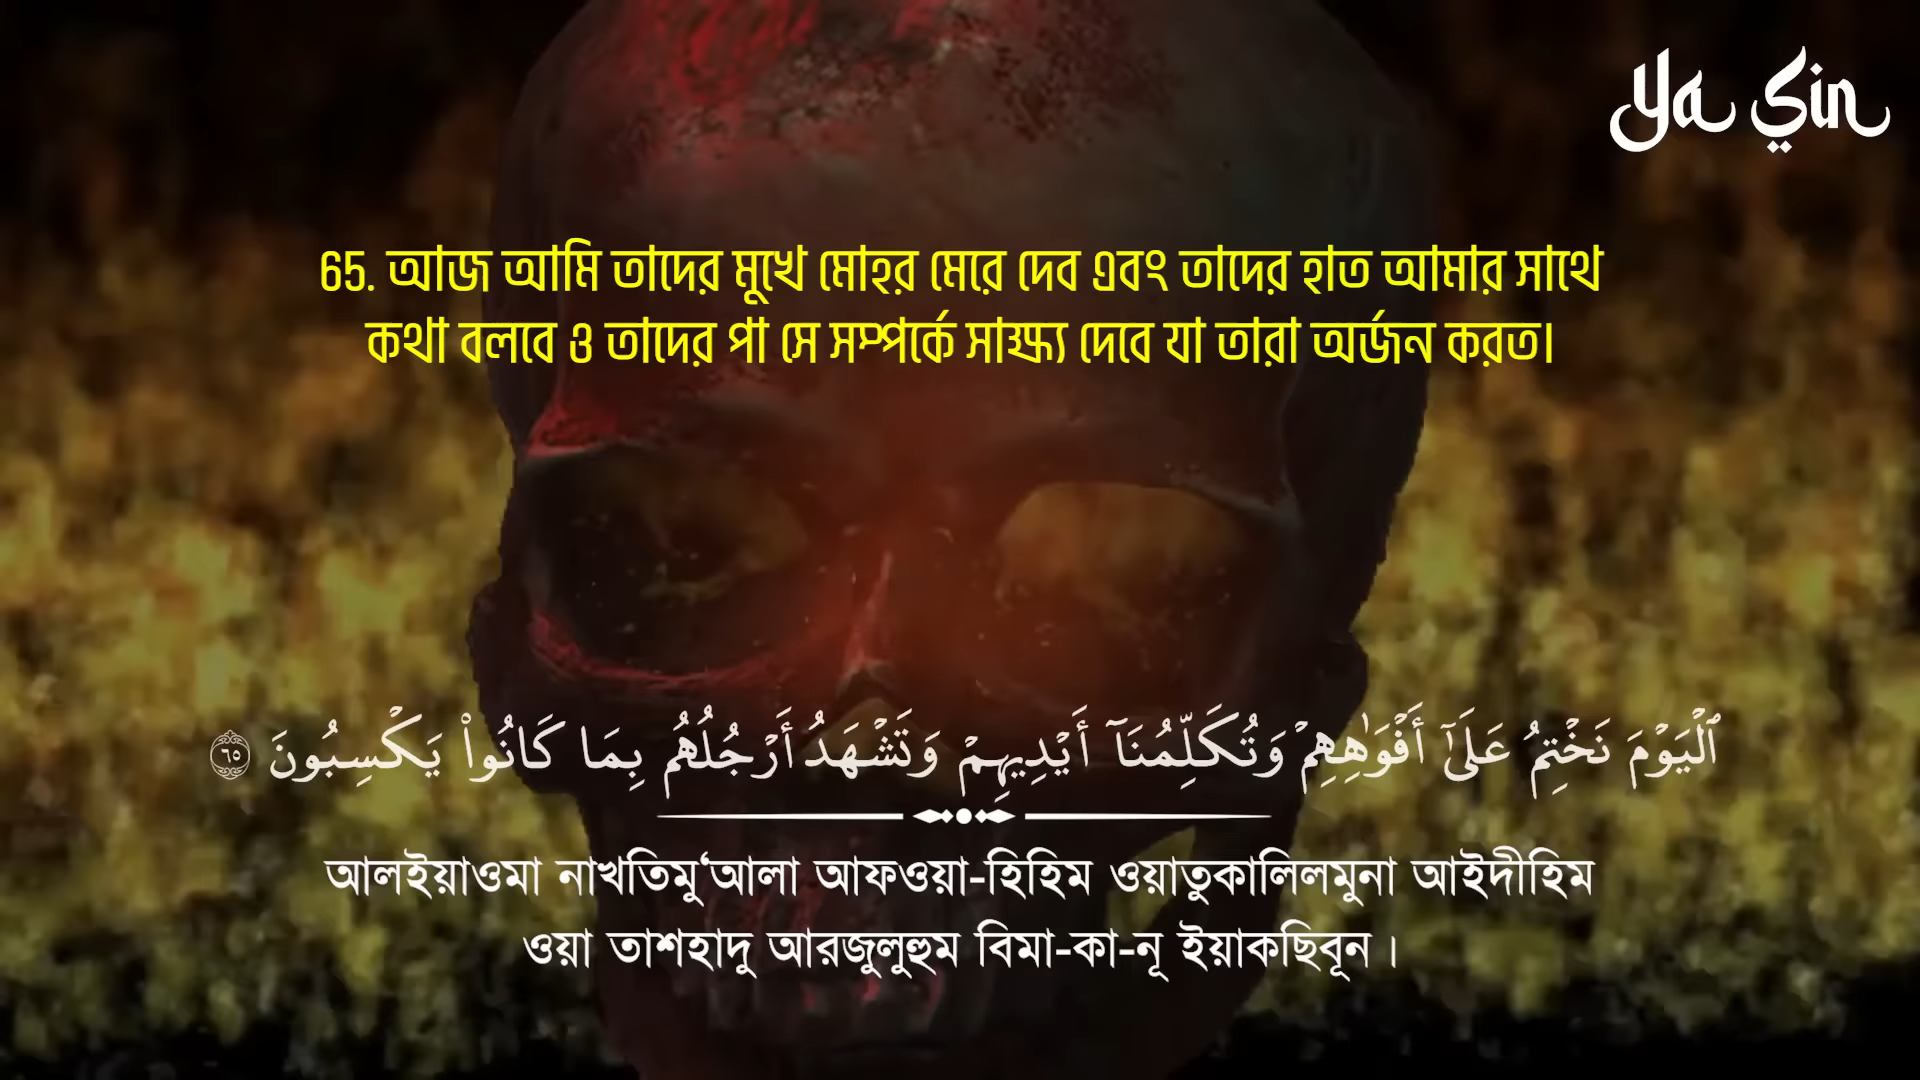 Ya Sin
65. আজ আমি তাদের মুখে মোহর মেরে দেব এবং তাদের হাত আমার সাথে
কথা বলবে ও তাদের পা সে সম্পর্কে সাক্ষ্য দেবে যা তারা অর্জন করত।
ٱلْيَوْمَ نَخْتِمُ عَلَىٰٓ أَفْوَٰهِهِمْ وَتُكَلِّمُنَآ أَيْدِيهِمْ وَتَشْهَدُ أَرْجُلُهُم بِمَا كَانُوا۟ يَكْسِبُونَ ٦٥
আলইয়াওমা নাখতিমু‘আলা আফওয়া-হিহিম ওয়াতুকালিলমুনা আইদীহিম
ওয়া তাশহাদু আরজুলুহুম বিমা-কা-নূ ইয়াকছিবূন।